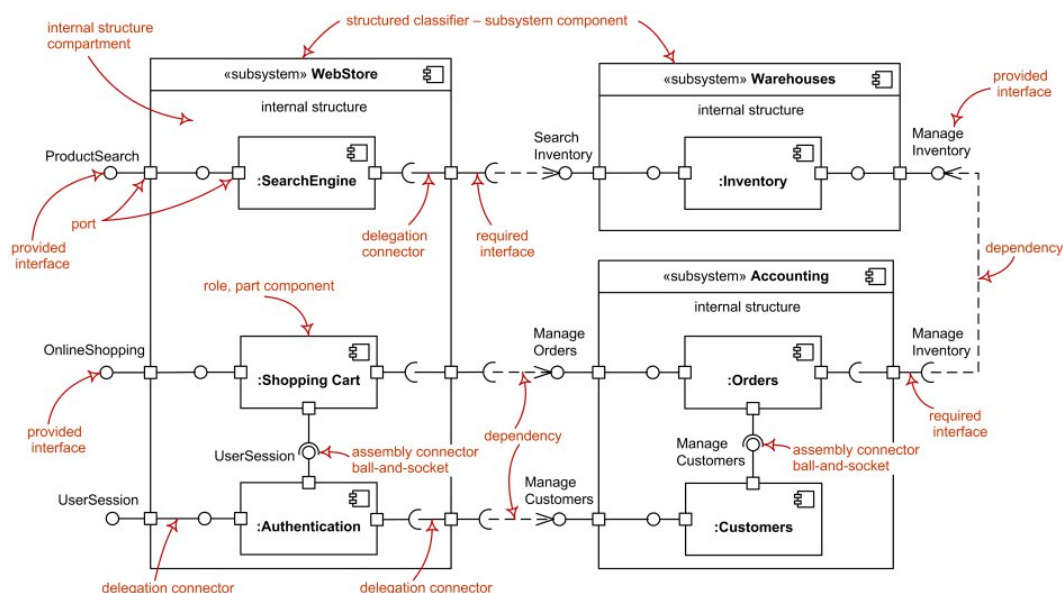 structured classifier – subsystem component
internal structure
compartment
«subsystem» WebStore
internal structure
«subsystem» Warehouses
internal structure
provided
interface
ProductSearch
:SearchEngine
Search
Inventory
:Inventory
Manage
Inventory
port
provided
interface
delegation
connector
required
interface
dependency
role, part component
«subsystem» Accounting
internal structure
OnlineShopping
:Shopping Cart
Manage
Orders
:Orders
Manage
Inventory
provided
interface
required
interface
UserSession
assembly connector
ball-and-socket
dependency
Manage
Customers
assembly connector
ball-and-socket
UserSession
:Authentication
Manage
Customers
:Customers
delegation connector
delegation connector